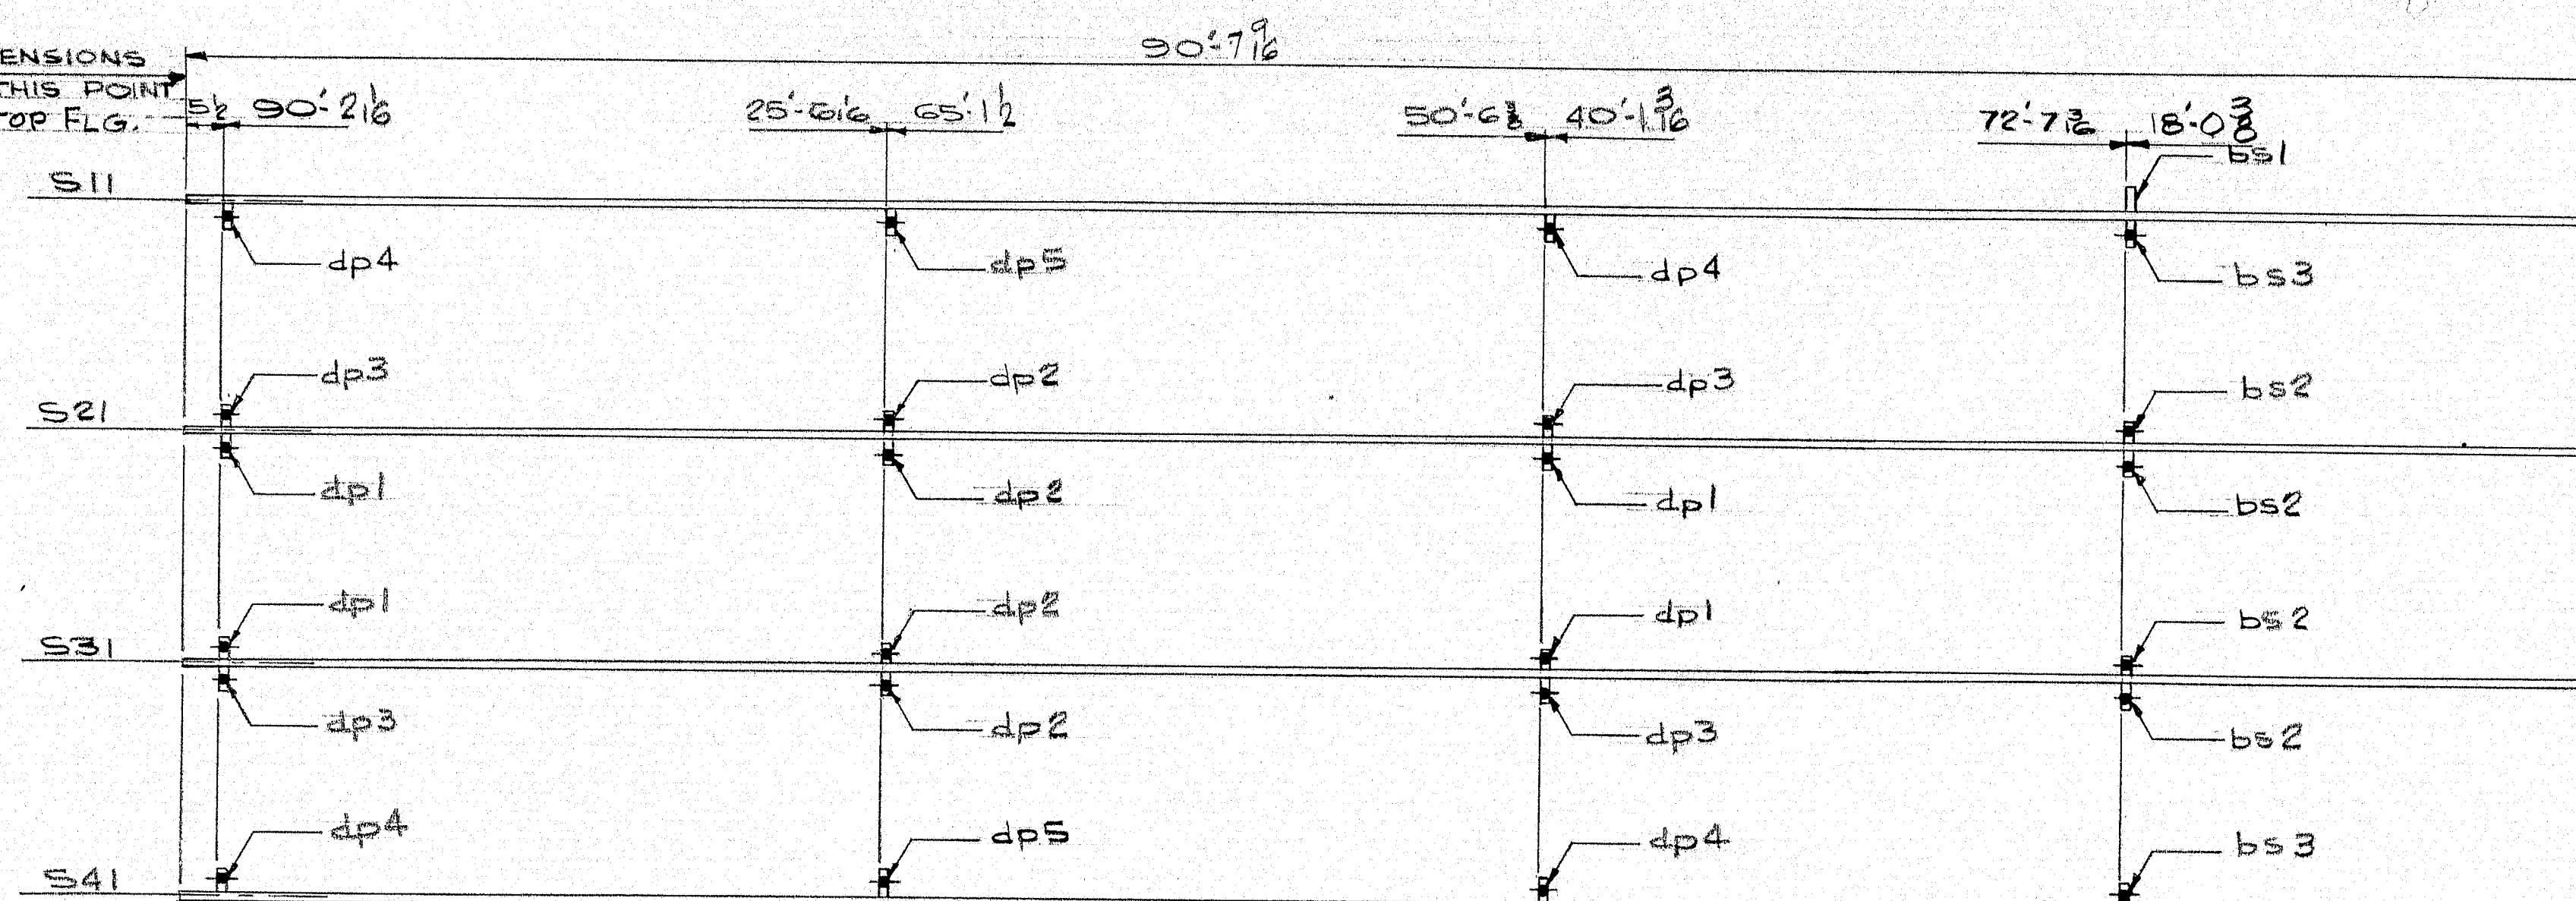 90'-7 9/16
ENSIONS
THIS POINT
TOP FLG.
5 1/2 90'-2 1/16 25'-6 1/16 65'-1 1/2 50'-6 3/8 40'-1 3/16 72'-7 3/16 18'-0 3/8
bs1
S11
dp4 dp5 dp4 bs3
dp3 dp2 dp3 bs2
S21
dp1 dp2 dp1 bs2
dp1 dp2 dp1 bs2
S31
dp3 dp2 dp3 bs2
dp4 dp5 dp4 bs3
S41